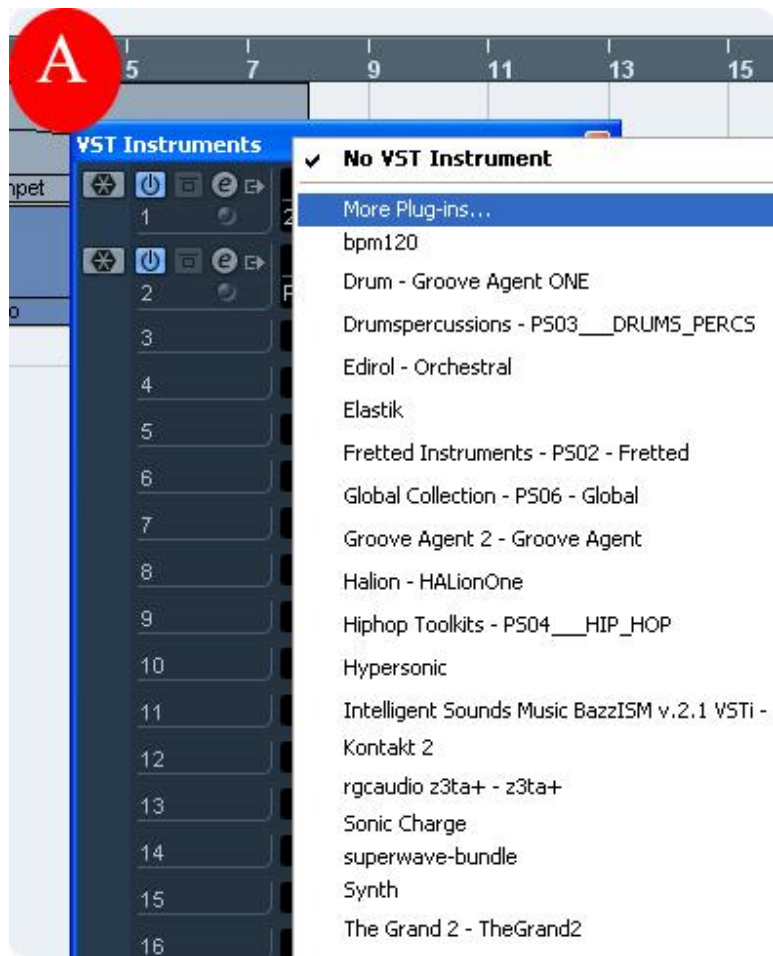 A
5 7 9 11 13 15
VST Instruments
No VST Instrument
More Plug-ins...
bpm120
Drum - Groove Agent ONE
Drumspercussions - PS03___DRUMS_PERCS
Edirol - Orchestral
Elastik
Fretted Instruments - PS02 - Fretted
Global Collection - PS06 - Global
Groove Agent 2 - Groove Agent
Halion - HALionOne
Hiphop Toolkits - PS04___HIP_HOP
Hypersonic
Intelligent Sounds Music BazzISM v.2.1 VSTi -
Kontakt 2
rgcaudio z3ta+ - z3ta+
Sonic Charge
superwave-bundle
Synth
The Grand 2 - TheGrand2
npet
e
1
2
e
2
F
o
3
4
5
6
7
8
9
10
11
12
13
14
15
16